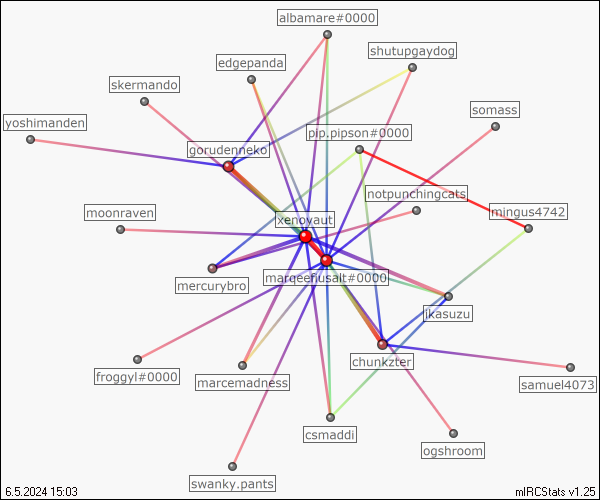 albamare#0000
shutupgaydog
edgepanda
skermando
somass
yoshimanden
pip.pipson#0000
gorudenneko
notpunchingcats
moonraven
xenovaut
mingus4742
mercurybro
marqeefiusalt#0000
ikasuzu
chunkzter
froggyl#0000
marcemadness
samuel4073
csmaddi
ogshroom
swanky.pants
6.5.2024 15:03
mIRCStats v1.25